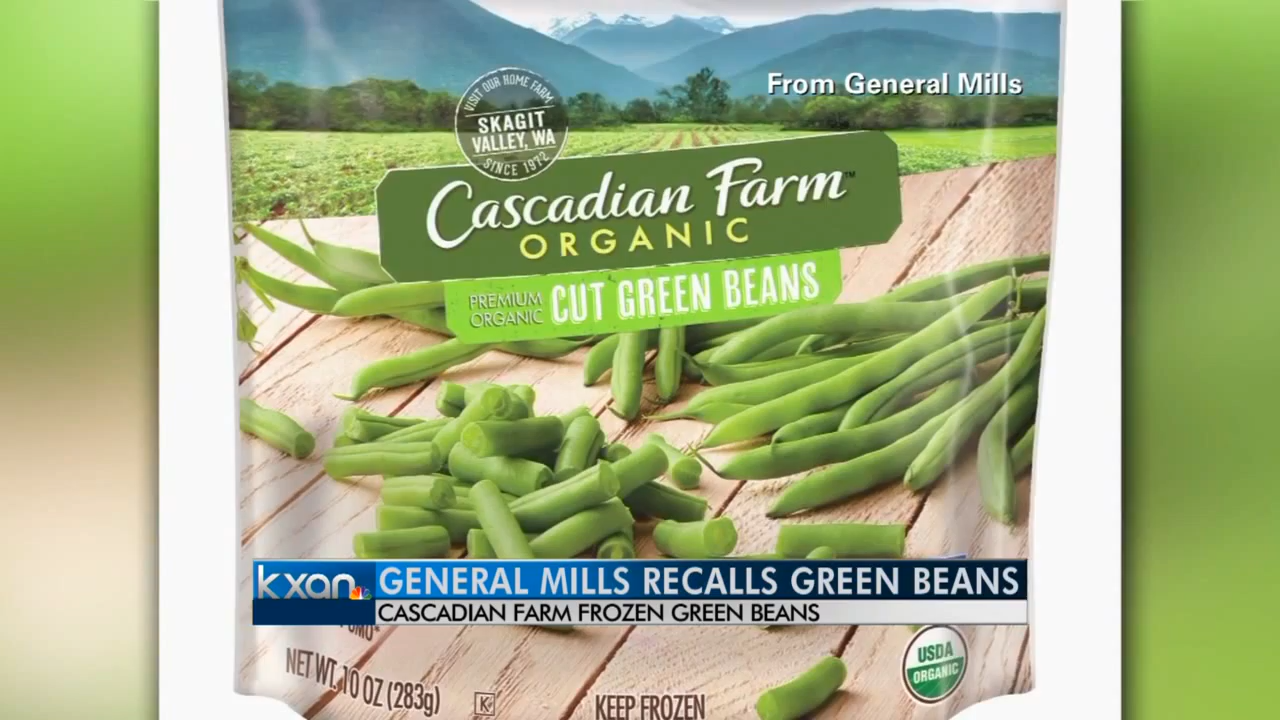 From General Mills
VISIT OUR HOME FARM
SKAGIT
VALLEY, WA
SINCE 1972
Cascadian Farm™
ORGANIC
PREMIUM
ORGANIC
CUT GREEN BEANS
kxan
GENERAL MILLS RECALLS GREEN BEANS
CASCADIAN FARM FROZEN GREEN BEANS
NET WT. 10 OZ (283g)
K
KEEP FROZEN
USDA
ORGANIC